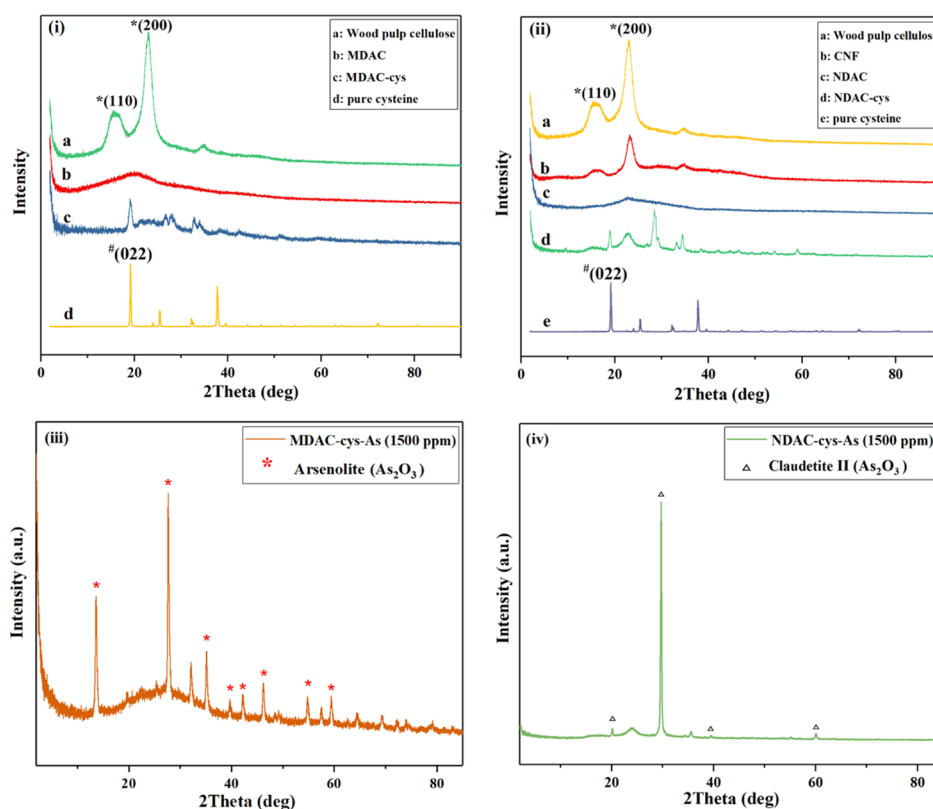 (i)
*(200)
*(110)
a: Wood pulp cellulose
b: MDAC
c: MDAC-cys
d: pure cysteine
a
b
c
#(022)
d
Intensity
0 20 40 60 80
2Theta (deg)
(ii)
*(200)
*(110)
a: Wood pulp cellulose
b: CNF
c: NDAC
d: NDAC-cys
e: pure cysteine
a
b
c
d
#(022)
e
Intensity
0 20 40 60 80
2Theta (deg)
(iii)
MDAC-cys-As (1500 ppm)
* Arsenolite (As₂O₃)
* * * * * * * *
Intensity (a.u.)
20 40 60 80
2Theta (deg)
(iv)
NDAC-cys-As (1500 ppm)
△ Claudetite II (As₂O₃)
△ △ △ △
Intensity (a.u.)
20 40 60 80
2Theta (deg)